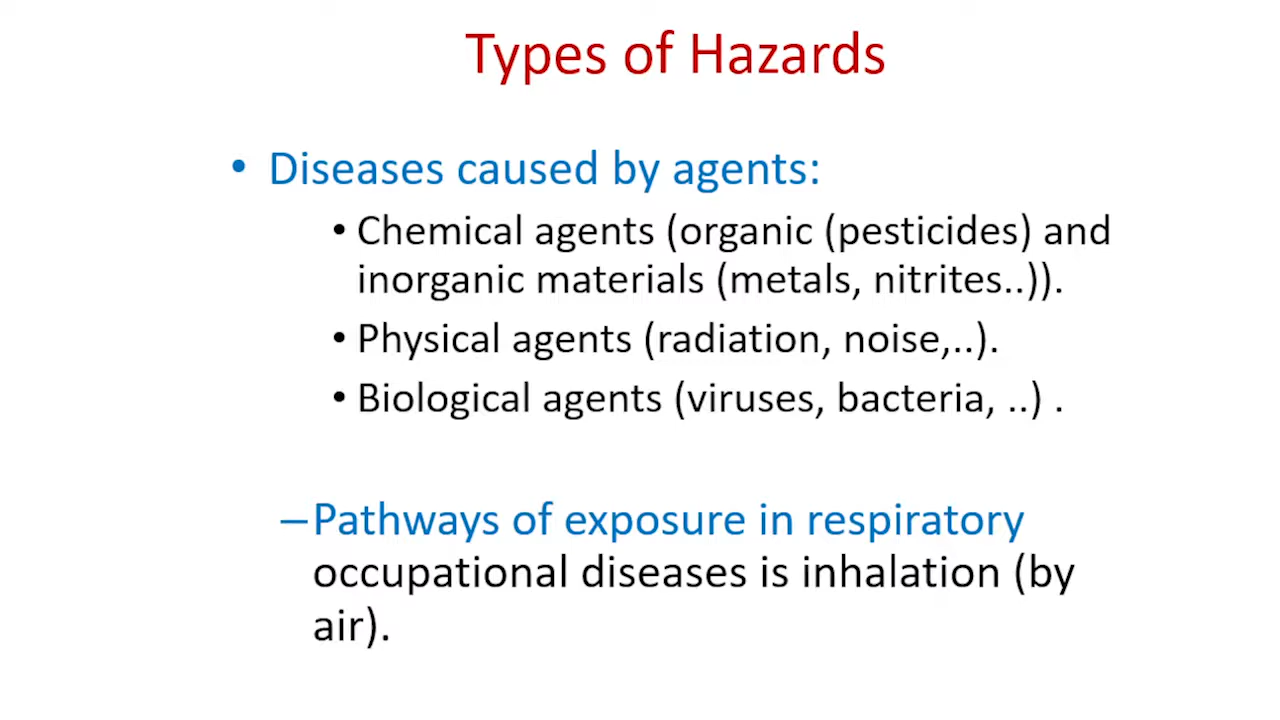 Types of Hazards
• Diseases caused by agents:
• Chemical agents (organic (pesticides) and
inorganic materials (metals, nitrites..)).
• Physical agents (radiation, noise,..).
• Biological agents (viruses, bacteria, ..) .
–Pathways of exposure in respiratory
occupational diseases is inhalation (by
air).